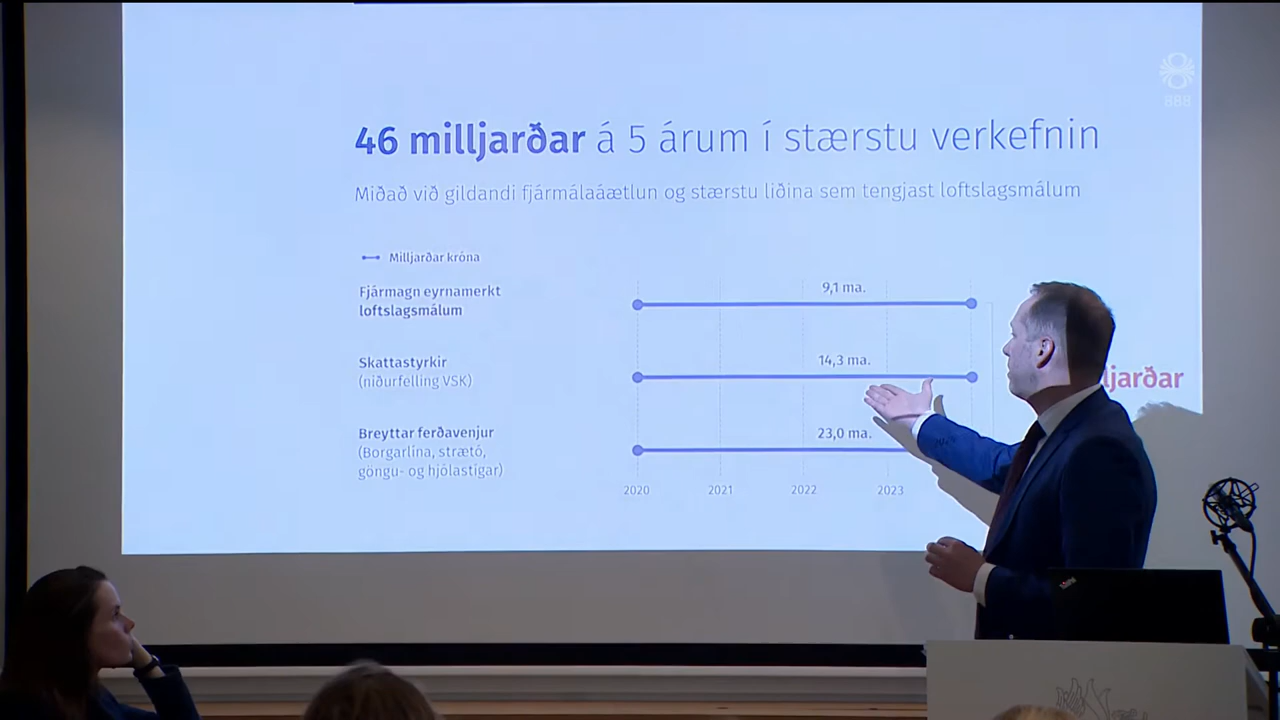 888
46 milljarðar á 5 árum í stærstu verkefnin
Miðað við gildandi fjármálaáætlun og stærstu liðina sem tengjast loftslagsmálum
Milljarðar króna
Fjármagn eyrnamerkt
loftslagsmálum
9,1 ma.
Skattastyrkir
(niðurfelling VSK)
14,3 ma.
Breyttar ferðavenjur
(Borgarlína, strætó,
göngu- og hjólastígar)
23,0 ma.
2020 2021 2022 2023
ljarðar